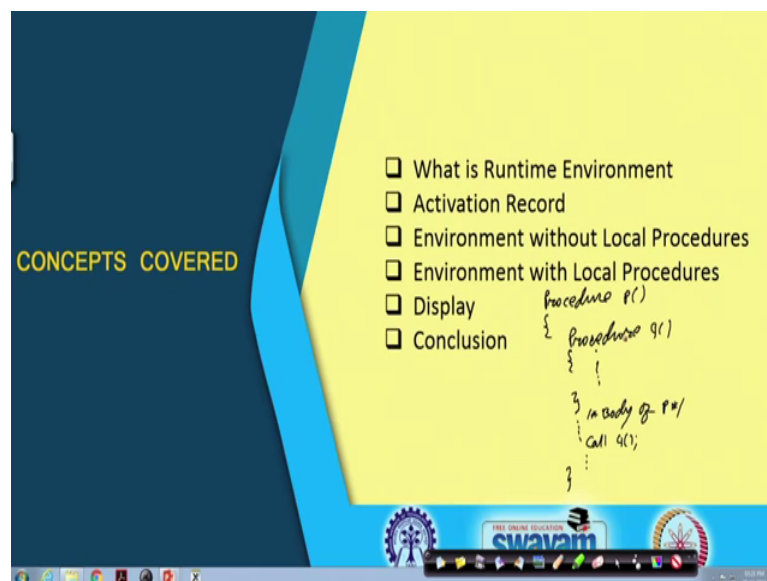 CONCEPTS COVERED
What is Runtime Environment
Activation Record
Environment without Local Procedures
Environment with Local Procedures
Display
Conclusion
Procedure P()
{ Procedure q()
{
} /* Body of P */
Call q();
}
FREE ONLINE EDUCATION
swayam